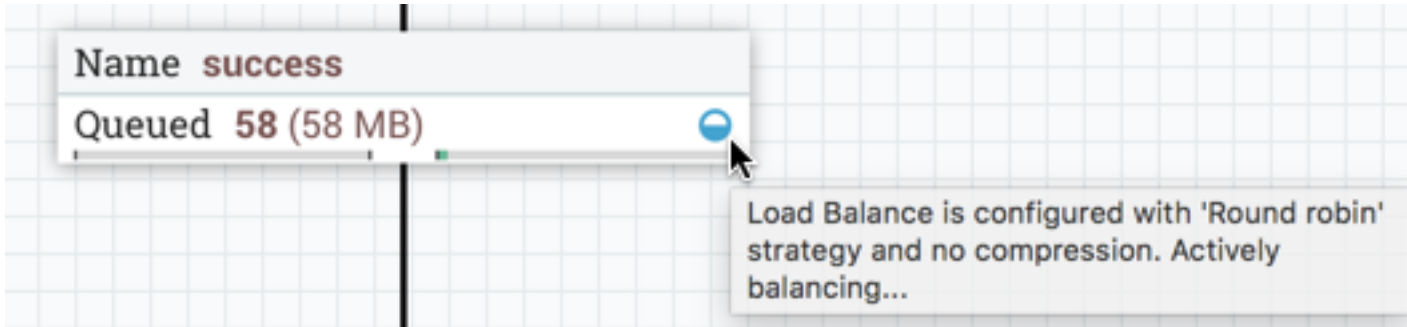 Name success
Queued 58 (58 MB)
Load Balance is configured with 'Round robin'
strategy and no compression. Actively
balancing...